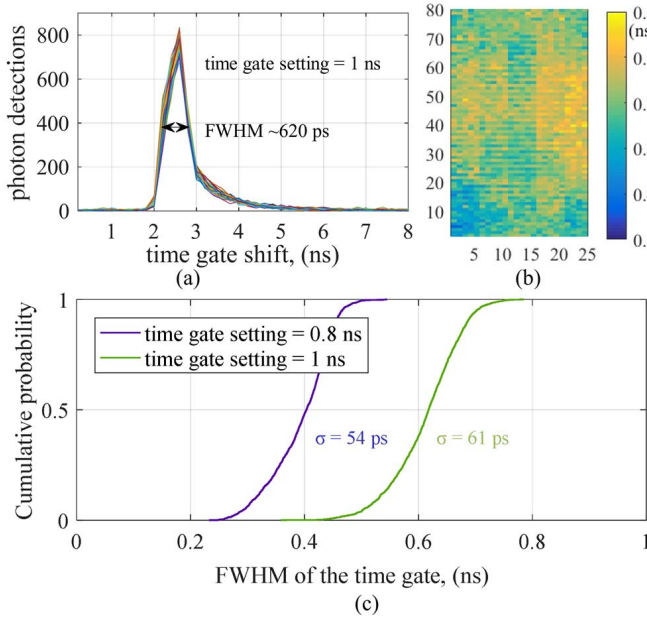 800
600
400
200
0
photon detections
time gate setting = 1 ns
FWHM ~620 ps
1 2 3 4 5 6 7 8
time gate shift, (ns)
(a)
80
70
60
50
40
30
20
10
5 10 15 20 25
(b)
(ns)
1
0.5
0
Cumulative probability
time gate setting = 0.8 ns
time gate setting = 1 ns
σ = 54 ps
σ = 61 ps
0 0.2 0.4 0.6 0.8 1
FWHM of the time gate, (ns)
(c)